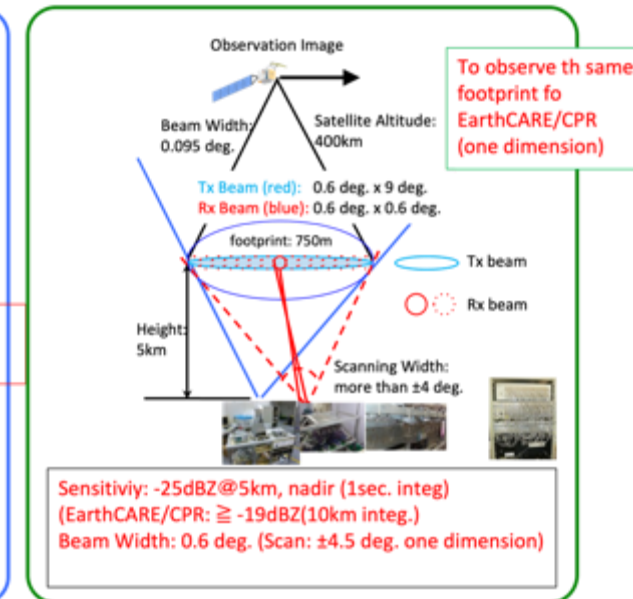 Observation Image
To observe th same
footprint fo
EarthCARE/CPR
(one dimension)
Beam Width:
0.095 deg.
Satellite Altitude:
400km
Tx Beam (red): 0.6 deg. x 9 deg.
Rx Beam (blue): 0.6 deg. x 0.6 deg.
footprint: 750m
Tx beam
Rx beam
Height:
5km
Scanning Width:
more than ±4 deg.
Sensitiviy: -25dBZ@5km, nadir (1sec. integ)
(EarthCARE/CPR: ≧ -19dBZ(10km integ.)
Beam Width: 0.6 deg. (Scan: ±4.5 deg. one dimension)